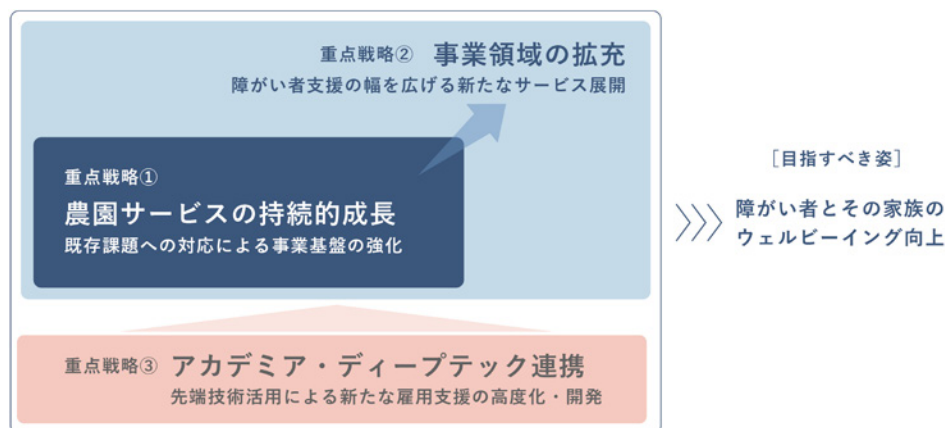 重点戦略② 事業領域の拡充
障がい者支援の幅を広げる新たなサービス展開
重点戦略①
農園サービスの持続的成長
既存課題への対応による事業基盤の強化
重点戦略③ アカデミア・ディープテック連携
先端技術活用による新たな雇用支援の高度化・開発
［目指すべき姿］
障がい者とその家族の
ウェルビーイング向上